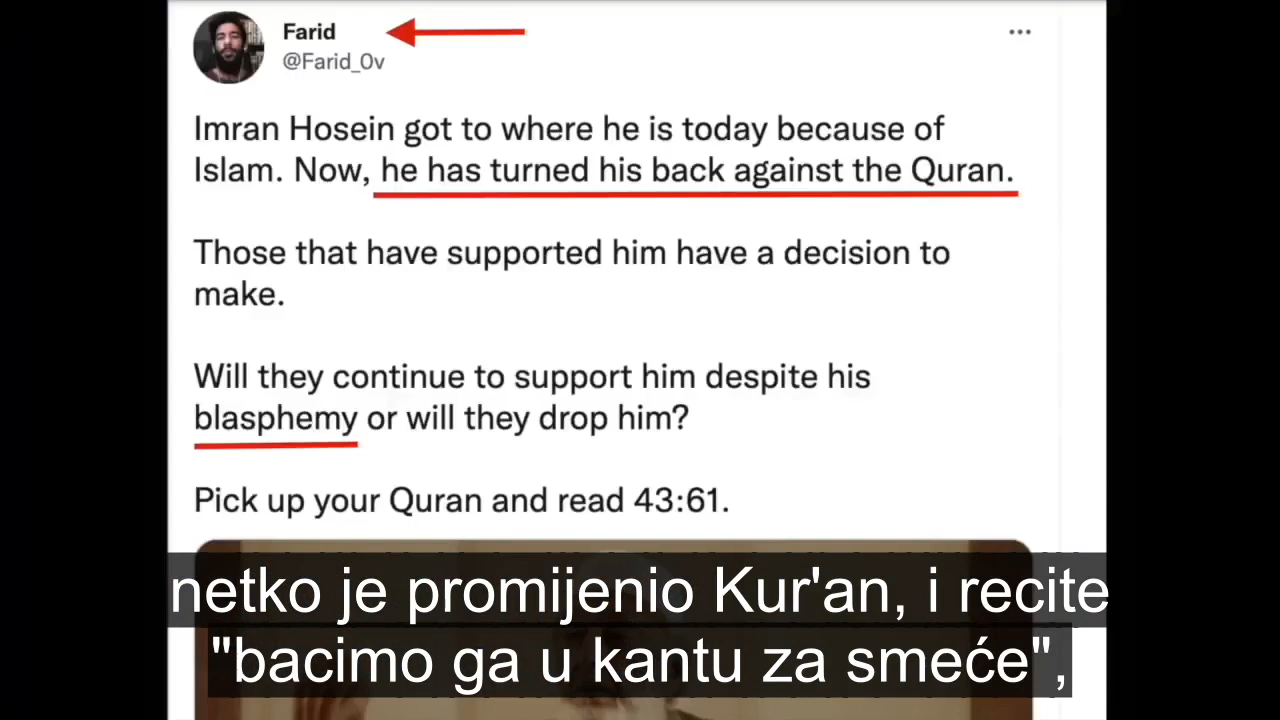 Farid
@Farid_0v
Imran Hosein got to where he is today because of
Islam. Now, he has turned his back against the Quran.
Those that have supported him have a decision to
make.
Will they continue to support him despite his
blasphemy or will they drop him?
Pick up your Quran and read 43:61.
netko je promijenio Kur'an, i recite
"bacimo ga u kantu za smeće",